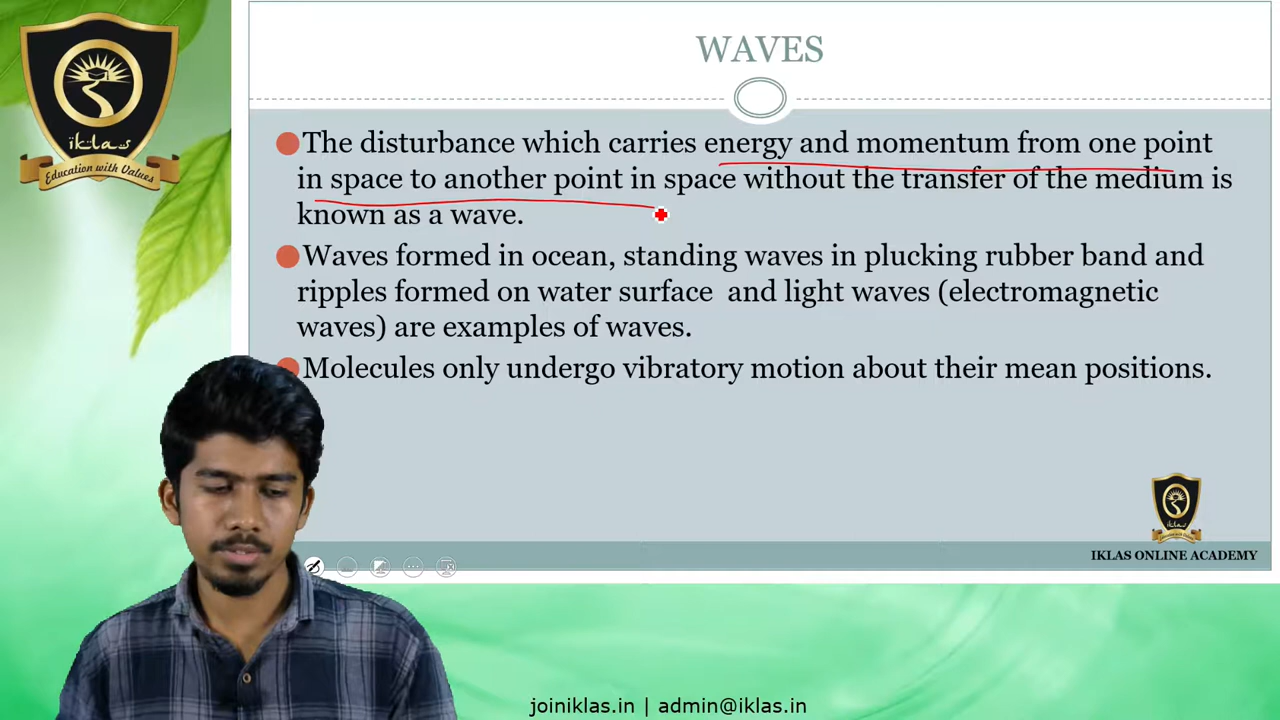 iklas
Education with Values
WAVES
The disturbance which carries energy and momentum from one point
in space to another point in space without the transfer of the medium is
known as a wave.
Waves formed in ocean, standing waves in plucking rubber band and
ripples formed on water surface and light waves (electromagnetic
waves) are examples of waves.
Molecules only undergo vibratory motion about their mean positions.
iklas
IKLAS ONLINE ACADEMY
joiniklas.in | admin@iklas.in